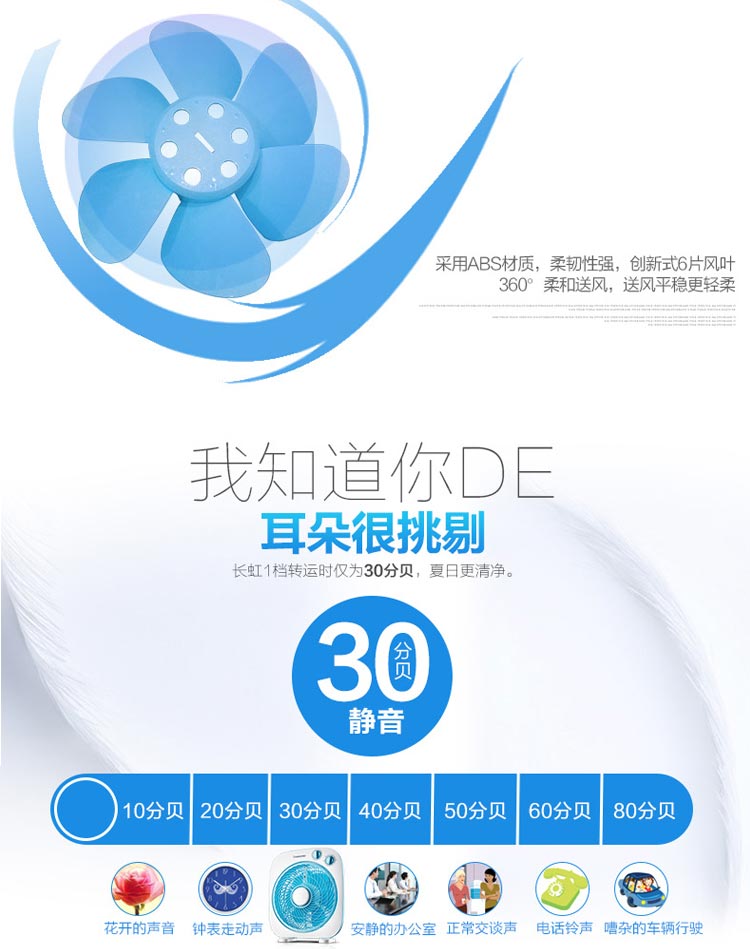 采用ABS材质，柔韧性强，创新式6片风叶
360°柔和送风，送风平稳更轻柔
我知道你DE
耳朵很挑剔
长虹1档转运时仅为30分贝，夏日更清净。
30分贝
静音
10分贝 20分贝 30分贝 40分贝 50分贝 60分贝 80分贝
花开的声音 钟表走动声 安静的办公室 正常交谈声 电话铃声 嘈杂的车辆行驶